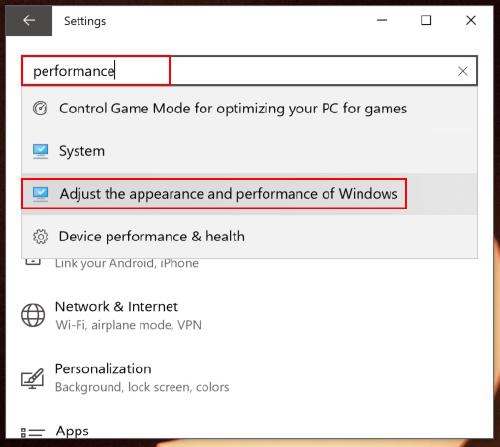 Settings
performance
Control Game Mode for optimizing your PC for games
System
Adjust the appearance and performance of Windows
Device performance & health
Link your Android, iPhone
Network & Internet
Wi-Fi, airplane mode, VPN
Personalization
Background, lock screen, colors
Apps